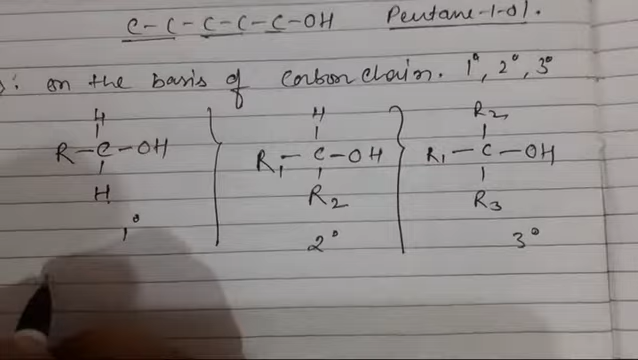 C-C-C-C-C-OH Pentane-1-ol.
: on the basis of carbon chain. 1°, 2°, 3°
H H R2
R-C-OH R1-C-OH R1-C-OH
H R2 R3
1° 2° 3°